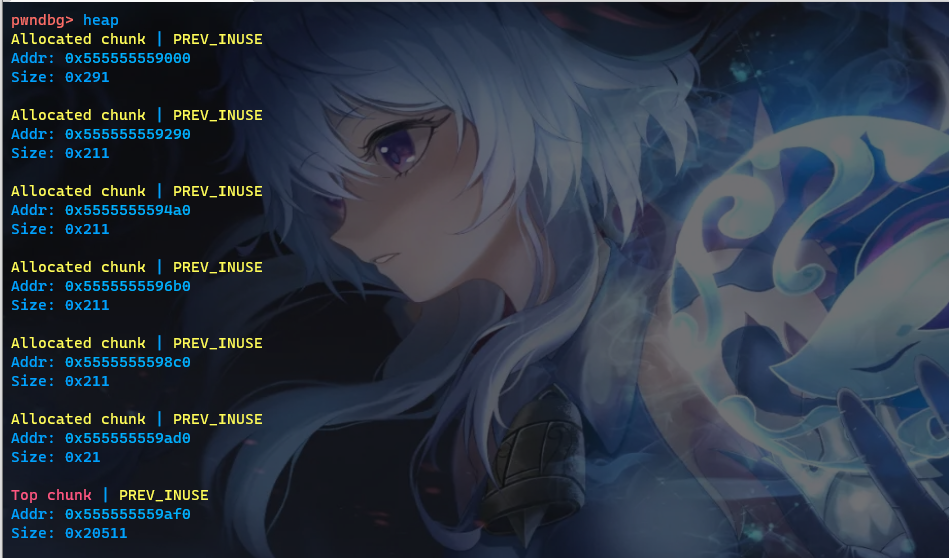 pwndbg> heap
Allocated chunk | PREV_INUSE
Addr: 0x555555559000
Size: 0x291
Allocated chunk | PREV_INUSE
Addr: 0x555555559290
Size: 0x211
Allocated chunk | PREV_INUSE
Addr: 0x5555555594a0
Size: 0x211
Allocated chunk | PREV_INUSE
Addr: 0x5555555596b0
Size: 0x211
Allocated chunk | PREV_INUSE
Addr: 0x5555555598c0
Size: 0x211
Allocated chunk | PREV_INUSE
Addr: 0x555555559ad0
Size: 0x21
Top chunk | PREV_INUSE
Addr: 0x555555559af0
Size: 0x20511